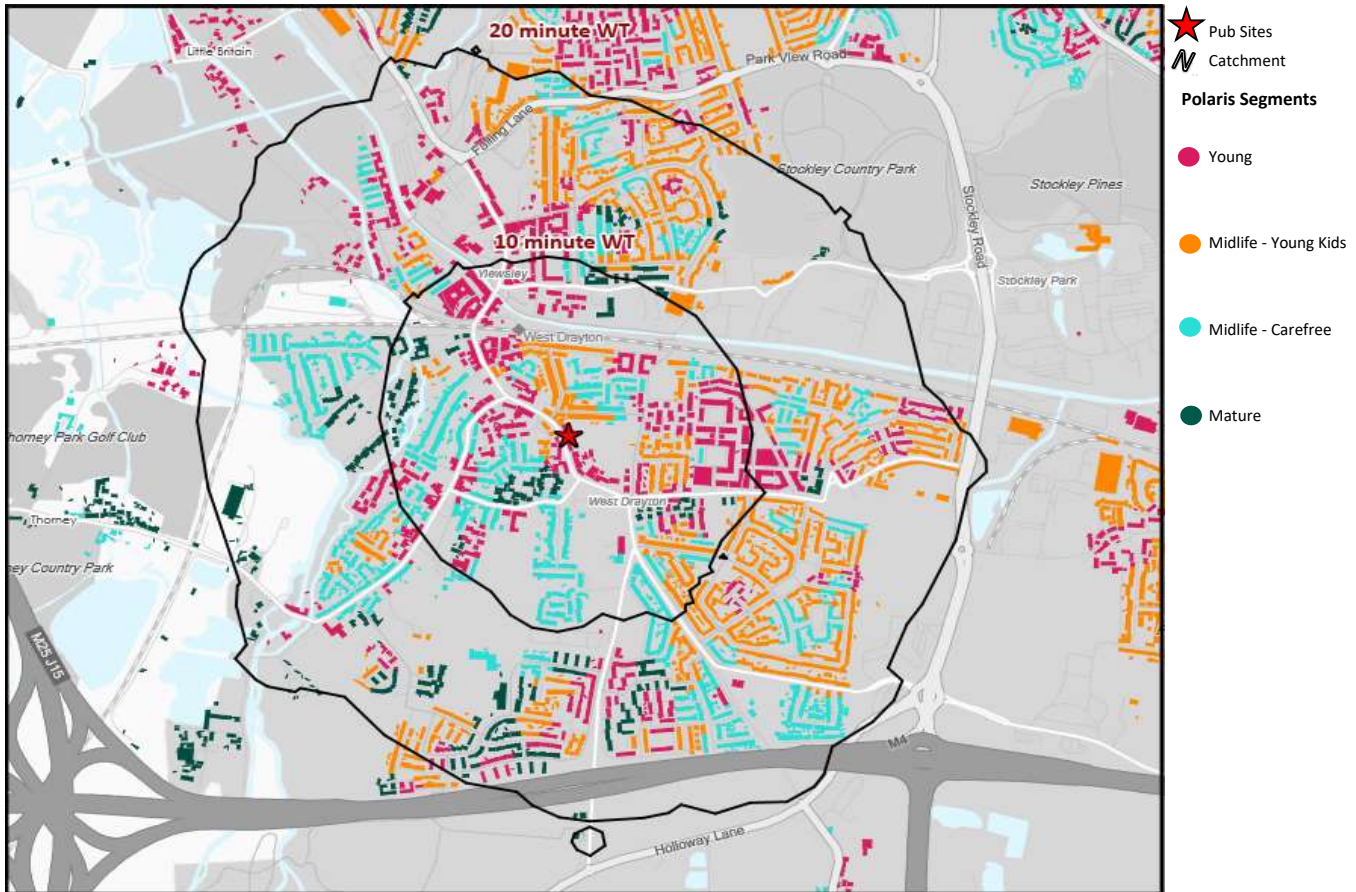 20 minute WT
Little Britain
Park View Road
Falling Lane
Stockley Country Park
Stockley Pines
Stockley Road
10 minute WT
Yiewsley
Stockley Park
West Drayton
horney Park Golf Club
West Drayton
Thorney
ney Country Park
M25 J15
M4
Holloway Lane
Pub Sites
Catchment
Polaris Segments
Young
Midlife - Young Kids
Midlife - Carefree
Mature